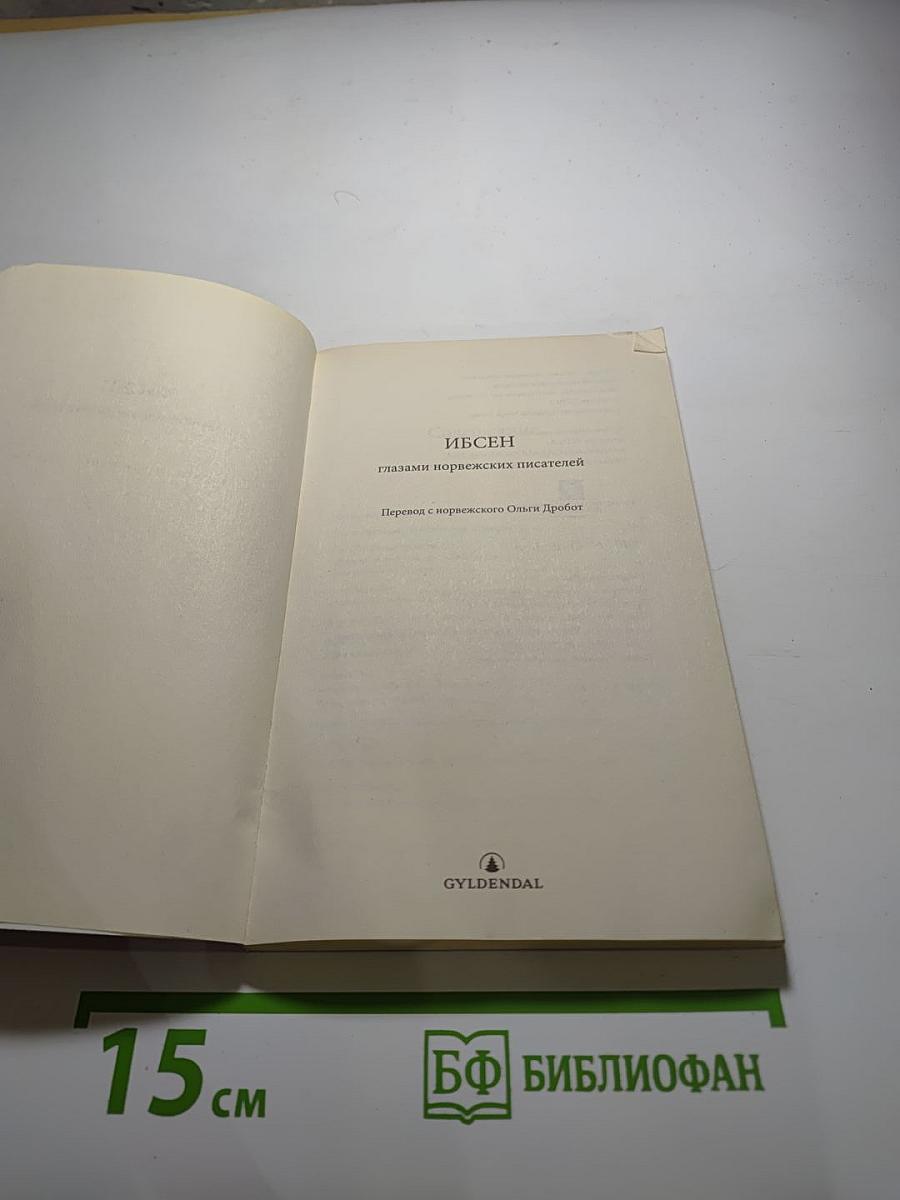 ИБСЕН
глазами норвежских писателей
Перевод с норвежского Ольги Дробот
GYLDENDAL
15 см
БФ БИБЛИОФАН